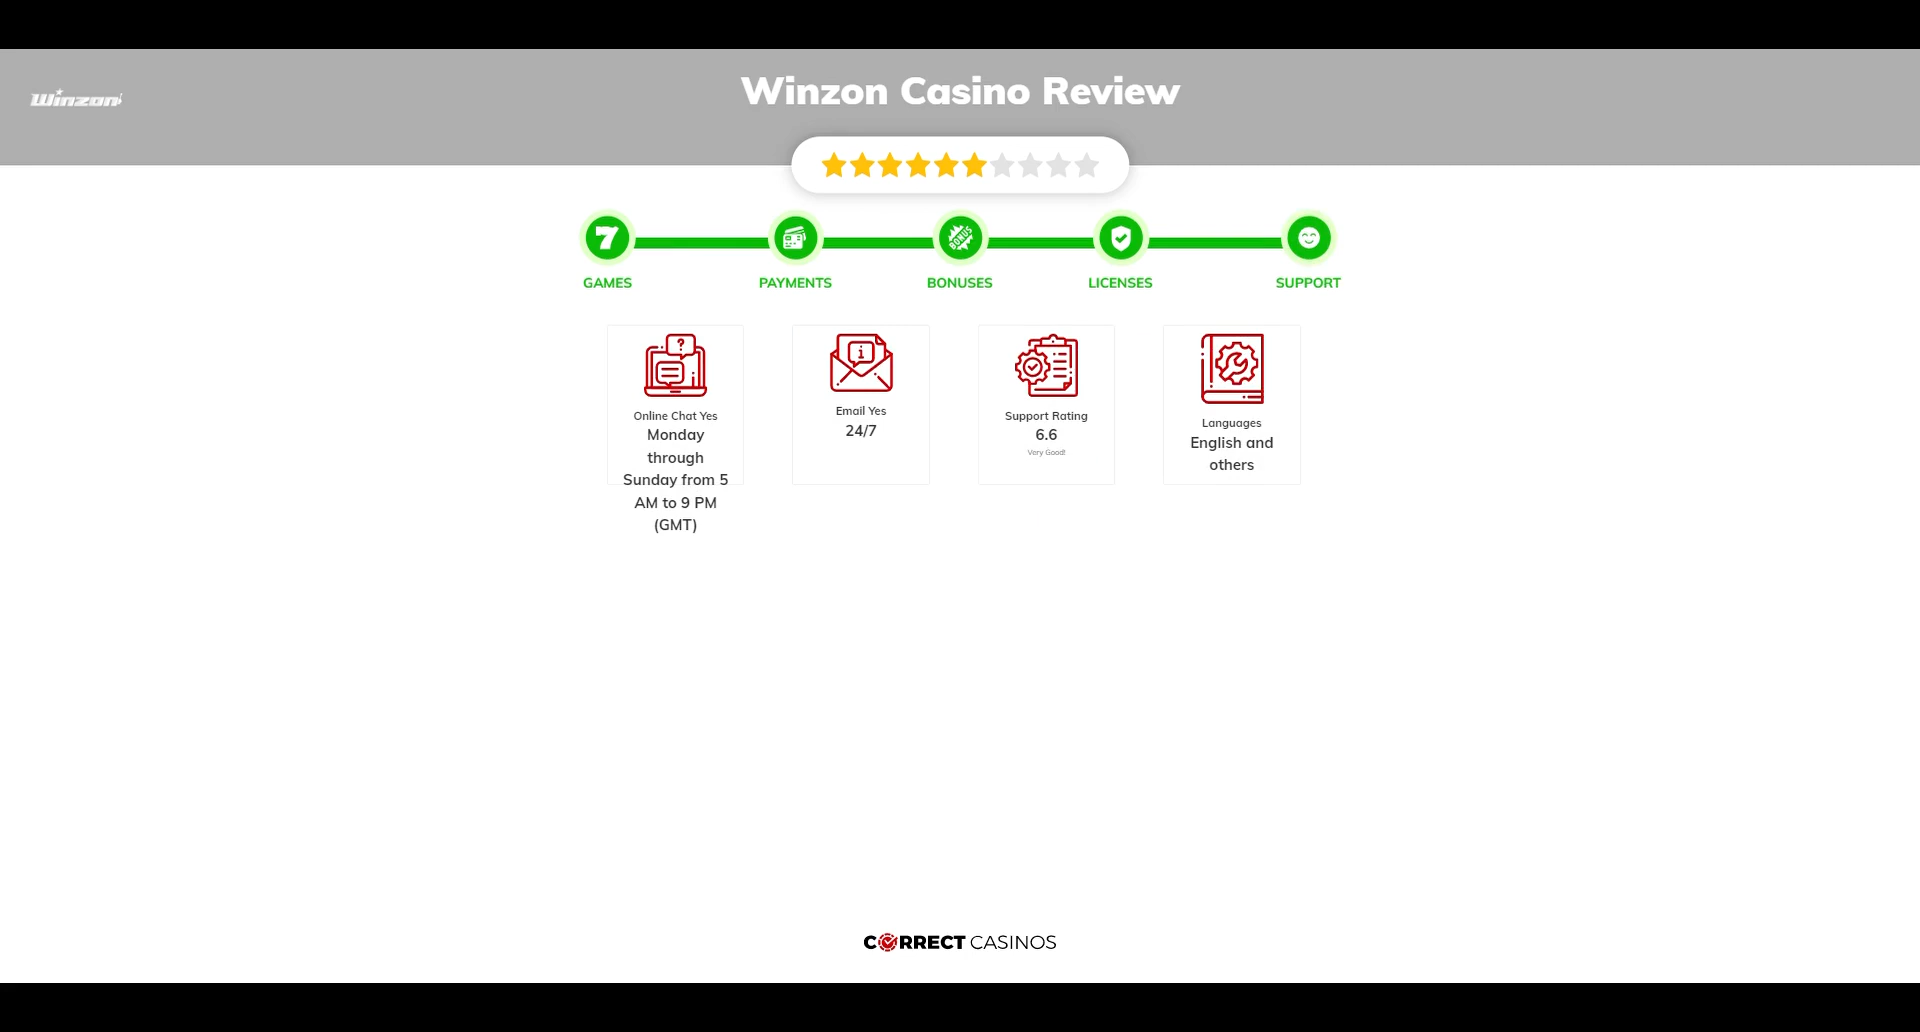 Winzon
Winzon Casino Review
7
BONUS
GAMES
PAYMENTS
BONUSES
LICENSES
SUPPORT
?
i
Online Chat Yes
Monday
through
Sunday from 5
AM to 9 PM
(GMT)
Email Yes
24/7
Support Rating
6.6
Very Good!
Languages
English and
others
CORRECT CASINOS